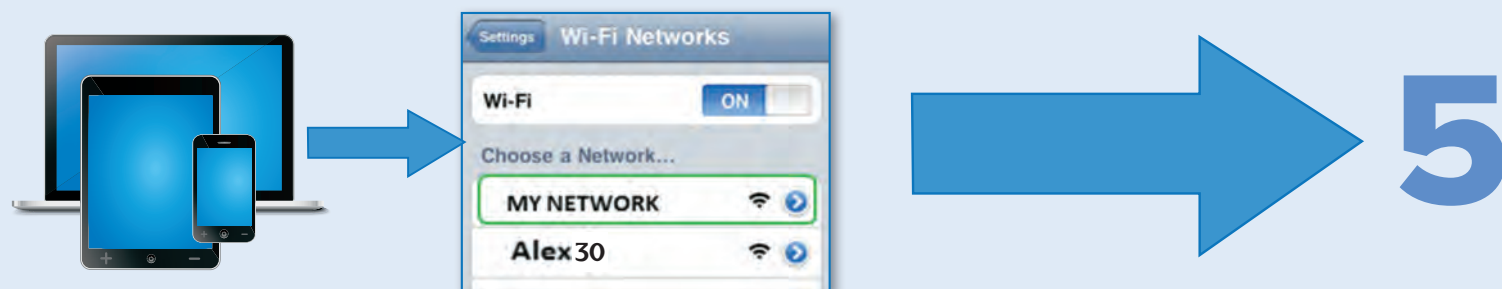 Settings Wi-Fi Networks
Wi-Fi ON
Choose a Network...
MY NETWORK
Alex30
5